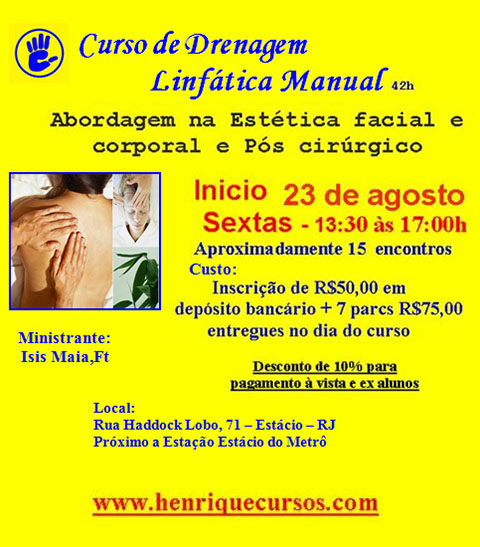 Curso de Drenagem
Linfática Manual 42h
Abordagem na Estética facial e
corporal e Pós cirúrgico
Inicio 23 de agosto
Sextas - 13:30 às 17:00h
Aproximadamente 15 encontros
Custo:
Inscrição de R$50,00 em
depósito bancário + 7 parcs R$75,00
entregues no dia do curso
Ministrante:
Isis Maia,Ft
Desconto de 10% para
pagamento à vista e ex alunos
Local:
Rua Haddock Lobo, 71 – Estácio – RJ
Próximo a Estação Estácio do Metrô
www.henriquecursos.com